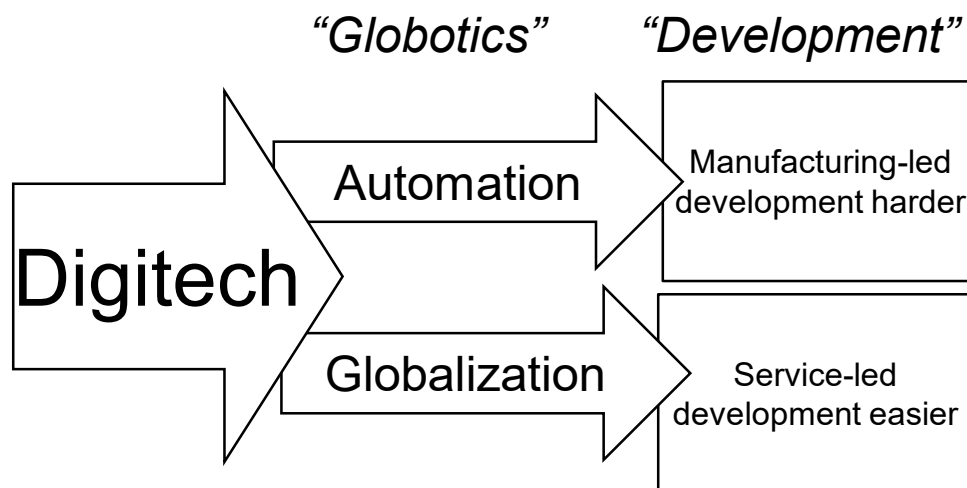 “Globotics” “Development”
Digitech
Automation
Manufacturing-led
development harder
Globalization
Service-led
development easier